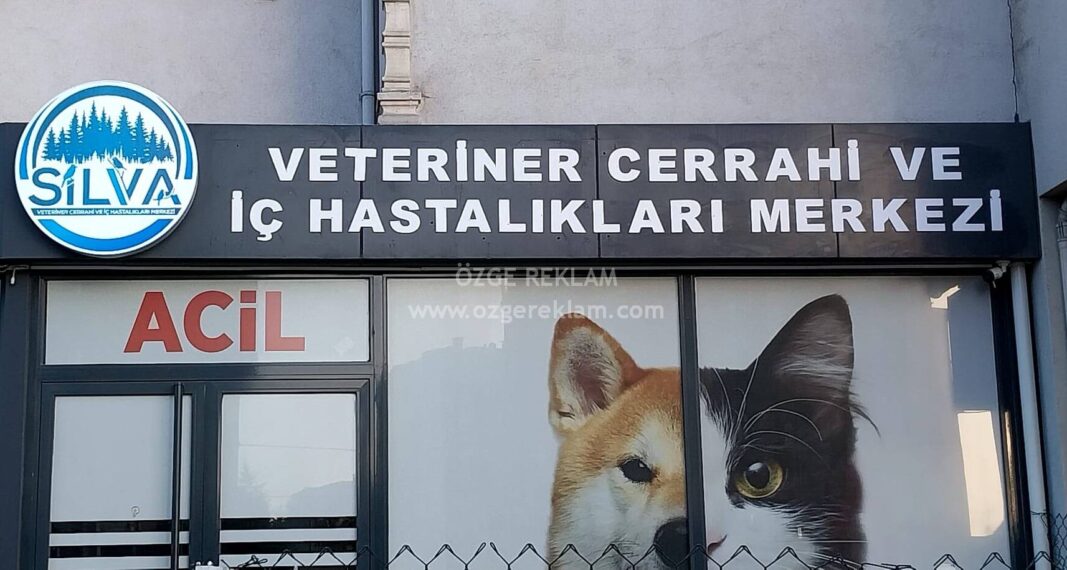 SİLVA
VETERİNER CERRAHİ VE İÇ HASTALIKLARI MERKEZİ
VETERİNER CERRAHİ VE
İÇ HASTALIKLARI MERKEZİ
ACİL
ÖZGE REKLAM
www.ozgereklam.com